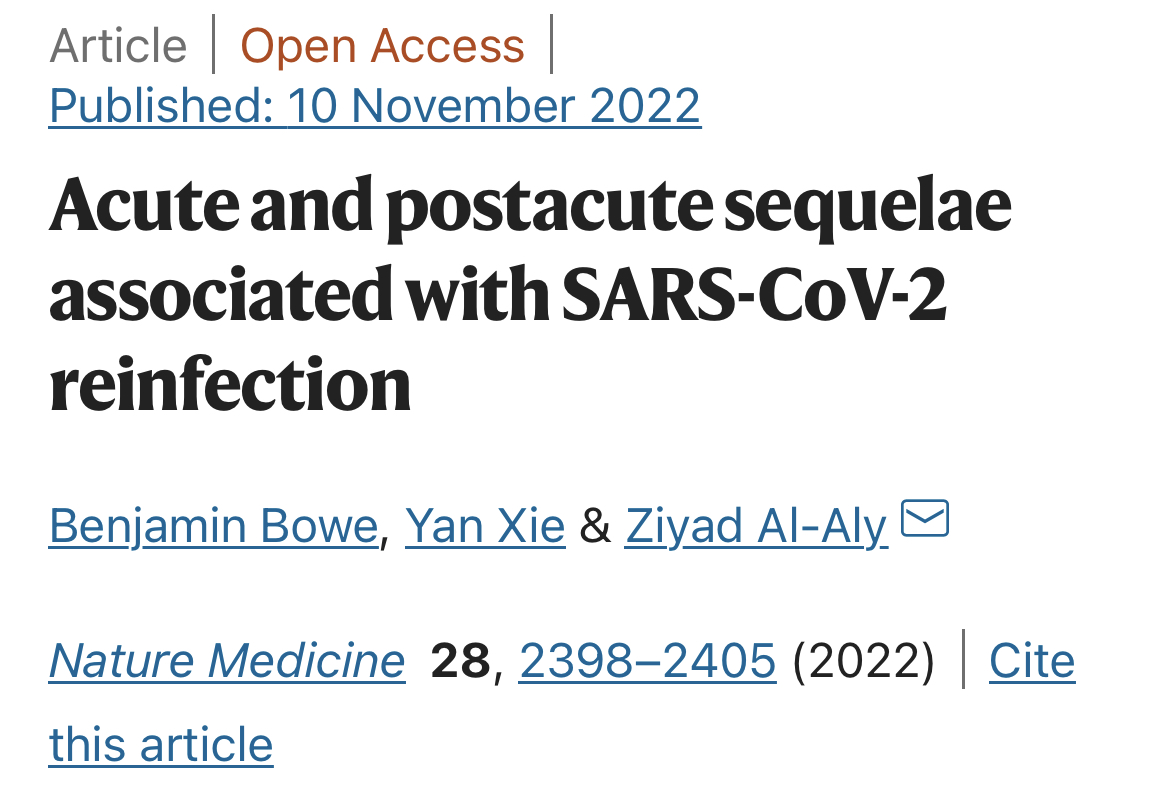 Article | Open Access |
Published: 10 November 2022
Acute and postacute sequelae
associated with SARS-CoV-2
reinfection
Benjamin Bowe, Yan Xie & Ziyad Al-Aly
Nature Medicine 28, 2398–2405 (2022) | Cite
this article